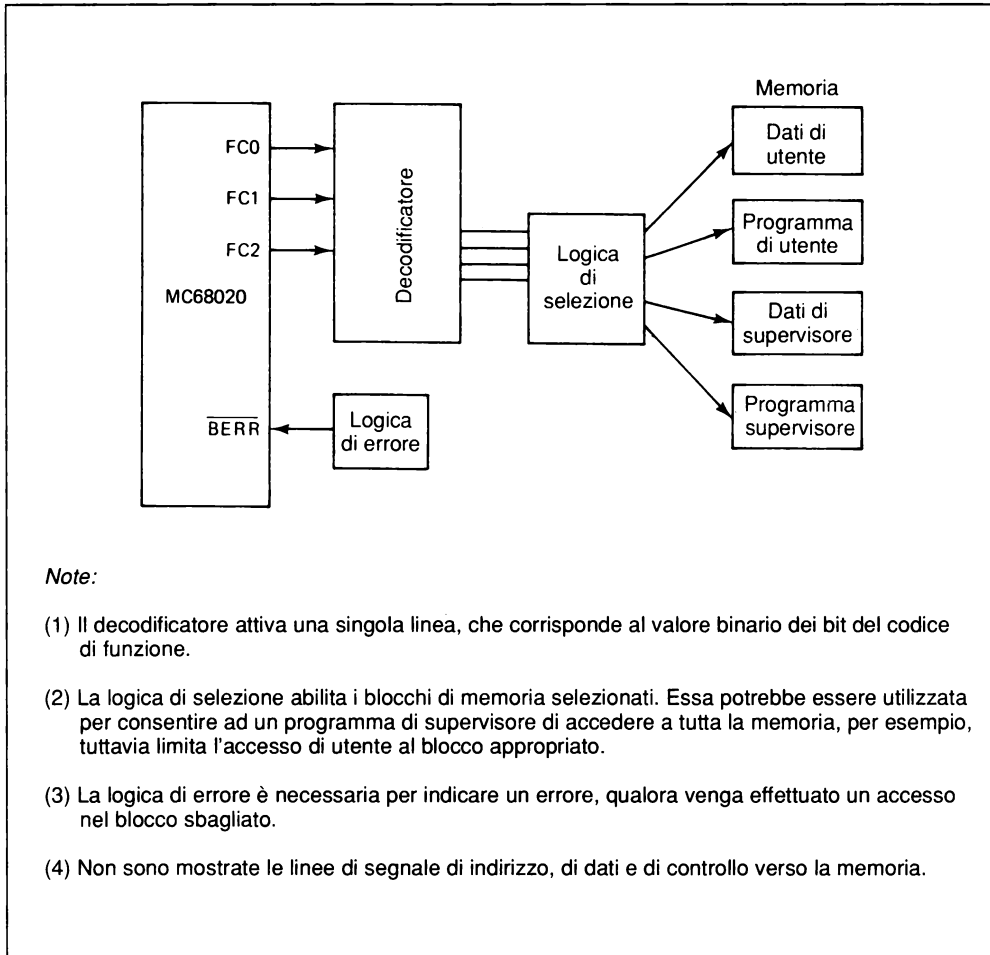 Memoria
FC0
FC1
FC2
MC68020
BERR
Decodificatore
Logica
di errore
Logica
di
selezione
Dati di
utente
Programma
di utente
Dati di
supervisore
Programma
supervisore
Note:
(1) Il decodificatore attiva una singola linea, che corrisponde al valore binario dei bit del codice
di funzione.
(2) La logica di selezione abilita i blocchi di memoria selezionati. Essa potrebbe essere utilizzata
per consentire ad un programma di supervisore di accedere a tutta la memoria, per esempio,
tuttavia limita l'accesso di utente al blocco appropriato.
(3) La logica di errore è necessaria per indicare un errore, qualora venga effettuato un accesso
nel blocco sbagliato.
(4) Non sono mostrate le linee di segnale di indirizzo, di dati e di controllo verso la memoria.